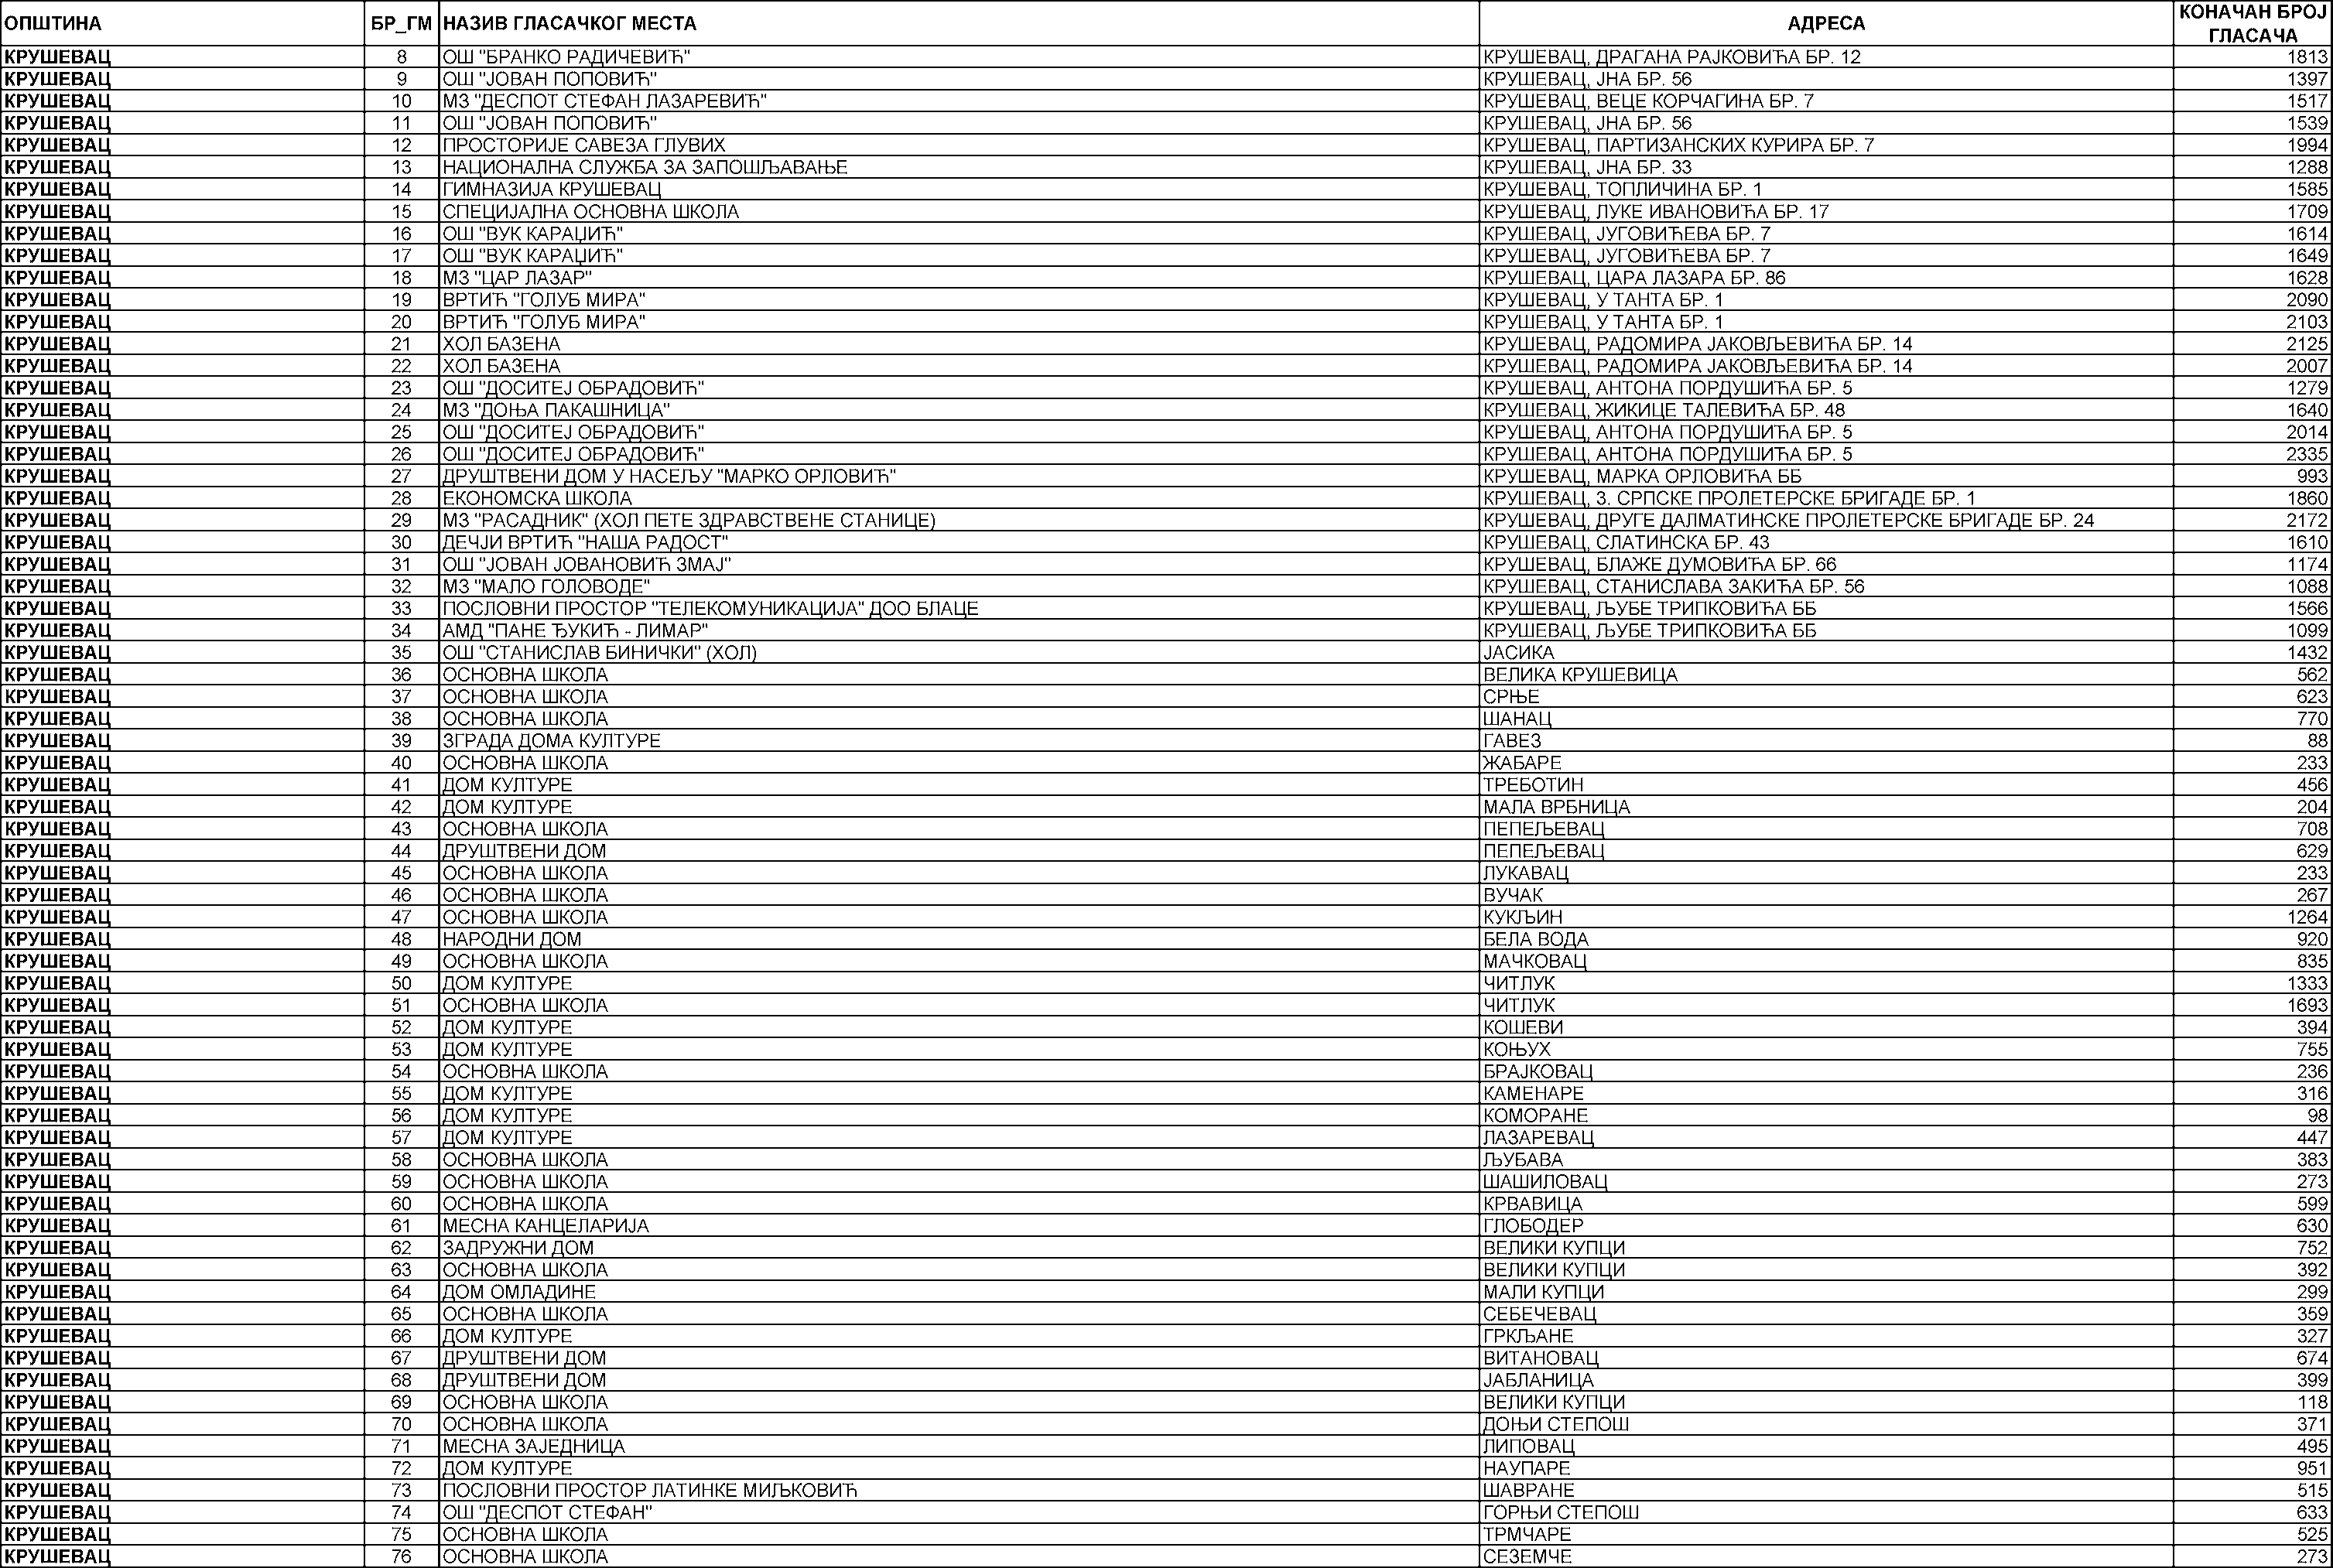 ОПШТИНА БР_ГМ НАЗИВ ГЛАСАЧКОГ МЕСТА АДРЕСА КОНАЧАН БРОЈ ГЛАСАЧА
КРУШЕВАЦ 8 ОШ "БРАНКО РАДИЧЕВИЋ" КРУШЕВАЦ, ДРАГАНА РАЈКОВИЋА БР. 12 1813
КРУШЕВАЦ 9 ОШ "ЈОВАН ПОПОВИЋ" КРУШЕВАЦ, ЈНА БР. 56 1397
КРУШЕВАЦ 10 МЗ "ДЕСПОТ СТЕФАН ЛАЗАРЕВИЋ" КРУШЕВАЦ, ВЕЦЕ КОРЧАГИНА БР. 7 1517
КРУШЕВАЦ 11 ОШ "ЈОВАН ПОПОВИЋ" КРУШЕВАЦ, ЈНА БР. 56 1539
КРУШЕВАЦ 12 ПРОСТОРИЈЕ САВЕЗА ГЛУВИХ КРУШЕВАЦ, ПАРТИЗАНСКИХ КУРИРА БР. 7 1994
КРУШЕВАЦ 13 НАЦИОНАЛНА СЛУЖБА ЗА ЗАПОШЉАВАЊЕ КРУШЕВАЦ, ЈНА БР. 33 1288
КРУШЕВАЦ 14 ГИМНАЗИЈА КРУШЕВАЦ КРУШЕВАЦ, ТОПЛИЧИНА БР. 1 1585
КРУШЕВАЦ 15 СПЕЦИЈАЛНА ОСНОВНА ШКОЛА КРУШЕВАЦ, ЛУКЕ ИВАНОВИЋА БР. 17 1709
КРУШЕВАЦ 16 ОШ "ВУК КАРАЏИЋ" КРУШЕВАЦ, ЈУГОВИЋЕВА БР. 7 1614
КРУШЕВАЦ 17 ОШ "ВУК КАРАЏИЋ" КРУШЕВАЦ, ЈУГОВИЋЕВА БР. 7 1649
КРУШЕВАЦ 18 МЗ "ЦАР ЛАЗАР" КРУШЕВАЦ, ЦАРА ЛАЗАРА БР. 86 1628
КРУШЕВАЦ 19 ВРТИЋ "ГОЛУБ МИРА" КРУШЕВАЦ, У ТАНТА БР. 1 2090
КРУШЕВАЦ 20 ВРТИЋ "ГОЛУБ МИРА" КРУШЕВАЦ, У ТАНТА БР. 1 2103
КРУШЕВАЦ 21 ХОЛ БАЗЕНА КРУШЕВАЦ, РАДОМИРА ЈАКОВЉЕВИЋА БР. 14 2125
КРУШЕВАЦ 22 ХОЛ БАЗЕНА КРУШЕВАЦ, РАДОМИРА ЈАКОВЉЕВИЋА БР. 14 2007
КРУШЕВАЦ 23 ОШ "ДОСИТЕЈ ОБРАДОВИЋ" КРУШЕВАЦ, АНТОНА ПОРДУШИЋА БР. 5 1279
КРУШЕВАЦ 24 МЗ "ДОЊА ПАКАШНИЦА" КРУШЕВАЦ, ЖИКИЦЕ ТАЛЕВИЋА БР. 48 1640
КРУШЕВАЦ 25 ОШ "ДОСИТЕЈ ОБРАДОВИЋ" КРУШЕВАЦ, АНТОНА ПОРДУШИЋА БР. 5 2014
КРУШЕВАЦ 26 ОШ "ДОСИТЕЈ ОБРАДОВИЋ" КРУШЕВАЦ, АНТОНА ПОРДУШИЋА БР. 5 2335
КРУШЕВАЦ 27 ДРУШТВЕНИ ДОМ У НАСЕЉУ "МАРКО ОРЛОВИЋ" КРУШЕВАЦ, МАРКА ОРЛОВИЋА ББ 993
КРУШЕВАЦ 28 ЕКОНОМСКА ШКОЛА КРУШЕВАЦ, 3. СРПСКЕ ПРОЛЕТЕРСКЕ БРИГАДЕ БР. 1 1860
КРУШЕВАЦ 29 МЗ "РАСАДНИК" (ХОЛ ПЕТЕ ЗДРАВСТВЕНЕ СТАНИЦЕ) КРУШЕВАЦ, ДРУГЕ ДАЛМАТИНСКЕ ПРОЛЕТЕРСКЕ БРИГАДЕ БР. 24 2172
КРУШЕВАЦ 30 ДЕЧЈИ ВРТИЋ "НАША РАДОСТ" КРУШЕВАЦ, СЛАТИНСКА БР. 43 1610
КРУШЕВАЦ 31 ОШ "ЈОВАН ЈОВАНОВИЋ ЗМАЈ" КРУШЕВАЦ, БЛАЖЕ ДУМОВИЋА БР. 66 1174
КРУШЕВАЦ 32 МЗ "МАЛО ГОЛОВОДЕ" КРУШЕВАЦ, СТАНИСЛАВА ЗАКИЋА БР. 56 1088
КРУШЕВАЦ 33 ПОСЛОВНИ ПРОСТОР "ТЕЛЕКОМУНИКАЦИЈА" ДОО БЛАЦЕ КРУШЕВАЦ, ЉУБЕ ТРИПКОВИЋА ББ 1566
КРУШЕВАЦ 34 АМД "ПАНЕ ЂУКИЋ - ЛИМАР" КРУШЕВАЦ, ЉУБЕ ТРИПКОВИЋА ББ 1099
КРУШЕВАЦ 35 ОШ "СТАНИСЛАВ БИНИЧКИ" (ХОЛ) ЈАСИКА 1432
КРУШЕВАЦ 36 ОСНОВНА ШКОЛА ВЕЛИКА КРУШЕВИЦА 562
КРУШЕВАЦ 37 ОСНОВНА ШКОЛА СРЊЕ 623
КРУШЕВАЦ 38 ОСНОВНА ШКОЛА ШАНАЦ 770
КРУШЕВАЦ 39 ЗГРАДА ДОМА КУЛТУРЕ ГАВЕЗ 88
КРУШЕВАЦ 40 ОСНОВНА ШКОЛА ЖАБАРЕ 233
КРУШЕВАЦ 41 ДОМ КУЛТУРЕ ТРЕБОТИН 456
КРУШЕВАЦ 42 ДОМ КУЛТУРЕ МАЛА ВРБНИЦА 204
КРУШЕВАЦ 43 ОСНОВНА ШКОЛА ПЕПЕЉЕВАЦ 708
КРУШЕВАЦ 44 ДРУШТВЕНИ ДОМ ПЕПЕЉЕВАЦ 629
КРУШЕВАЦ 45 ОСНОВНА ШКОЛА ЛУКАВАЦ 233
КРУШЕВАЦ 46 ОСНОВНА ШКОЛА ВУЧАК 267
КРУШЕВАЦ 47 ОСНОВНА ШКОЛА КУКЉИН 1264
КРУШЕВАЦ 48 НАРОДНИ ДОМ БЕЛА ВОДА 920
КРУШЕВАЦ 49 ОСНОВНА ШКОЛА МАЧКОВАЦ 835
КРУШЕВАЦ 50 ДОМ КУЛТУРЕ ЧИТЛУК 1333
КРУШЕВАЦ 51 ОСНОВНА ШКОЛА ЧИТЛУК 1693
КРУШЕВАЦ 52 ДОМ КУЛТУРЕ КОШЕВИ 394
КРУШЕВАЦ 53 ДОМ КУЛТУРЕ КОЊУХ 755
КРУШЕВАЦ 54 ОСНОВНА ШКОЛА БРАЈКОВАЦ 236
КРУШЕВАЦ 55 ДОМ КУЛТУРЕ КАМЕНАРЕ 316
КРУШЕВАЦ 56 ДОМ КУЛТУРЕ КОМОРАНЕ 98
КРУШЕВАЦ 57 ДОМ КУЛТУРЕ ЛАЗАРЕВАЦ 447
КРУШЕВАЦ 58 ОСНОВНА ШКОЛА ЉУБАВА 383
КРУШЕВАЦ 59 ОСНОВНА ШКОЛА ШАШИЛОВАЦ 273
КРУШЕВАЦ 60 ОСНОВНА ШКОЛА КРВАВИЦА 599
КРУШЕВАЦ 61 МЕСНА КАНЦЕЛАРИЈА ГЛОБОДЕР 630
КРУШЕВАЦ 62 ЗАДРУЖНИ ДОМ ВЕЛИКИ КУПЦИ 752
КРУШЕВАЦ 63 ОСНОВНА ШКОЛА ВЕЛИКИ КУПЦИ 392
КРУШЕВАЦ 64 ДОМ ОМЛАДИНЕ МАЛИ КУПЦИ 299
КРУШЕВАЦ 65 ОСНОВНА ШКОЛА СЕБЕЧЕВАЦ 359
КРУШЕВАЦ 66 ДОМ КУЛТУРЕ ГРКЉАНЕ 327
КРУШЕВАЦ 67 ДРУШТВЕНИ ДОМ ВИТАНОВАЦ 674
КРУШЕВАЦ 68 ДРУШТВЕНИ ДОМ ЈАБЛАНИЦА 399
КРУШЕВАЦ 69 ОСНОВНА ШКОЛА ВЕЛИКИ КУПЦИ 118
КРУШЕВАЦ 70 ОСНОВНА ШКОЛА ДОЊИ СТЕПОШ 371
КРУШЕВАЦ 71 МЕСНА ЗАЈЕДНИЦА ЛИПОВАЦ 495
КРУШЕВАЦ 72 ДОМ КУЛТУРЕ НАУПАРЕ 951
КРУШЕВАЦ 73 ПОСЛОВНИ ПРОСТОР ЛАТИНКЕ МИЉКОВИЋ ШАВРАНЕ 515
КРУШЕВАЦ 74 ОШ "ДЕСПОТ СТЕФАН" ГОРЊИ СТЕПОШ 633
КРУШЕВАЦ 75 ОСНОВНА ШКОЛА ТРМЧАРЕ 525
КРУШЕВАЦ 76 ОСНОВНА ШКОЛА СЕЗЕМЧЕ 273